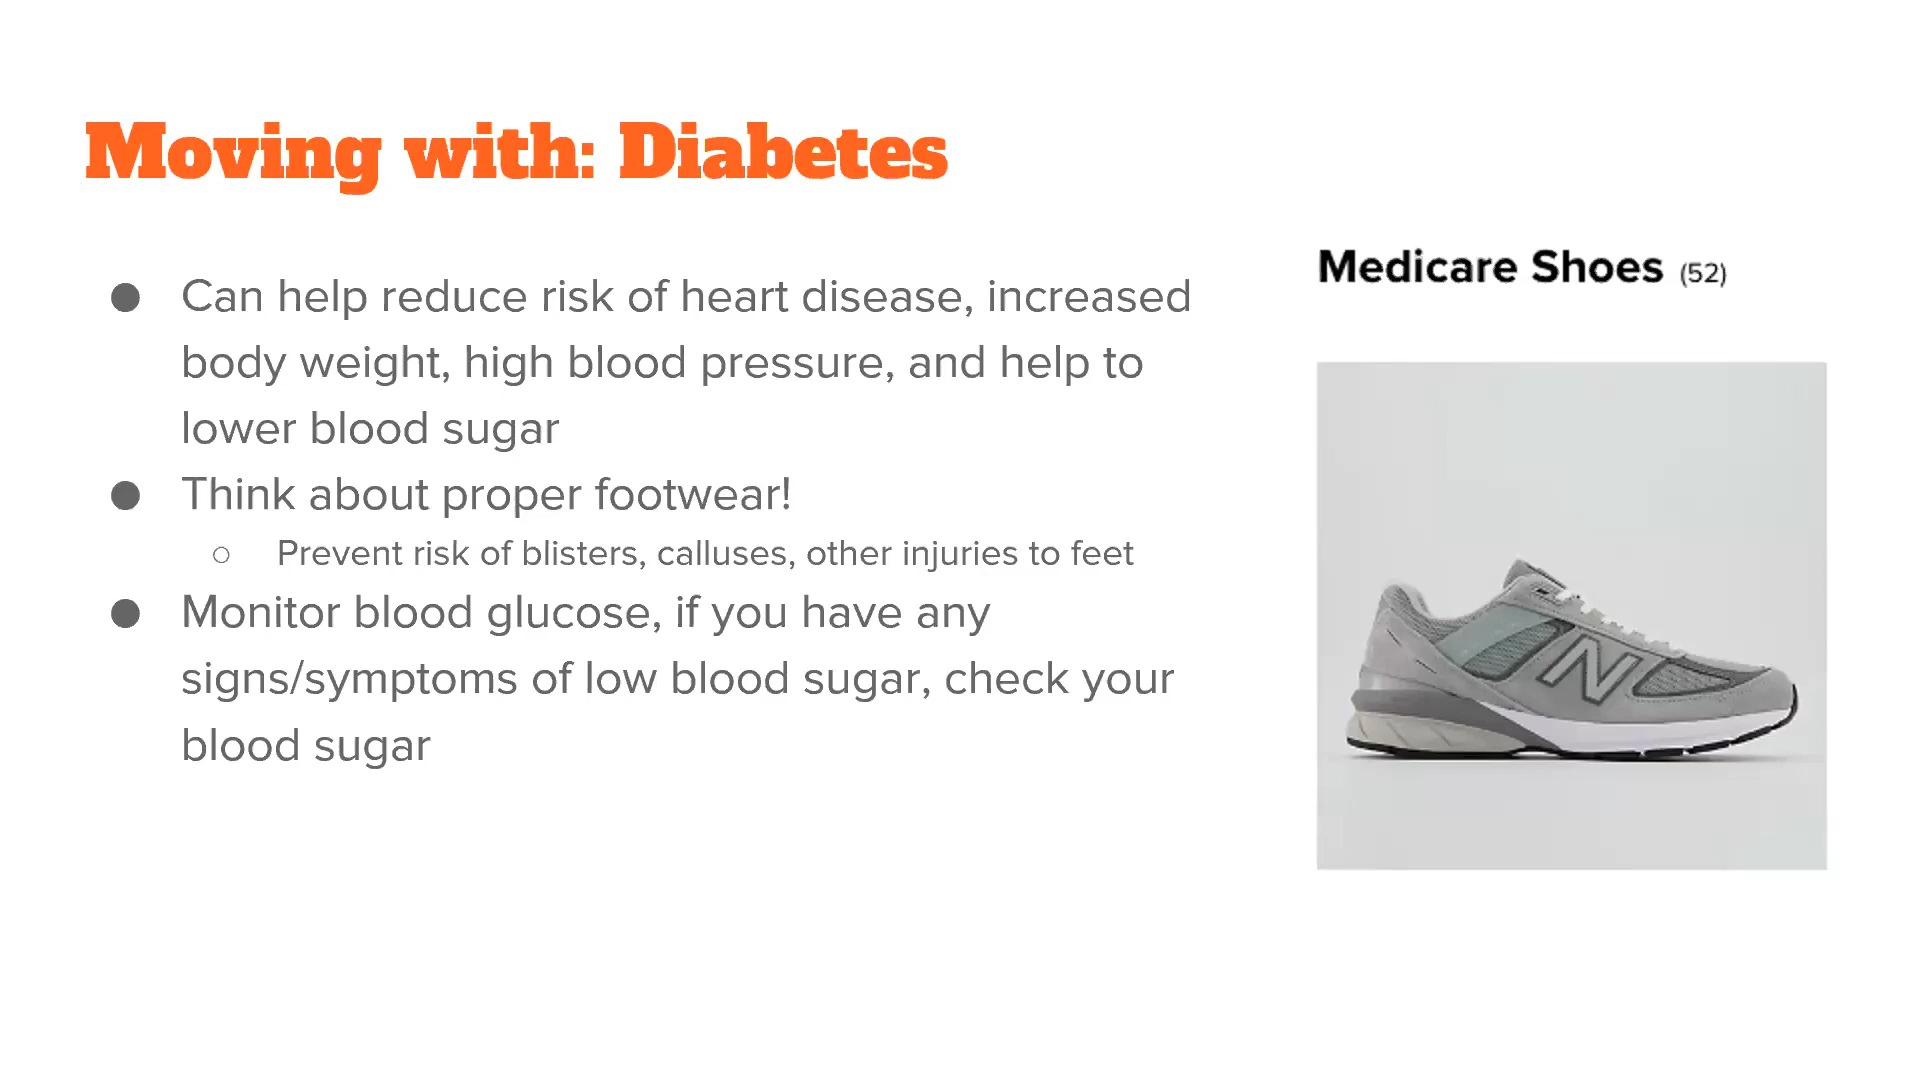 Moving with: Diabetes
● Can help reduce risk of heart disease, increased
body weight, high blood pressure, and help to
lower blood sugar
● Think about proper footwear!
○ Prevent risk of blisters, calluses, other injuries to feet
● Monitor blood glucose, if you have any
signs/symptoms of low blood sugar, check your
blood sugar
Medicare Shoes (52)
N